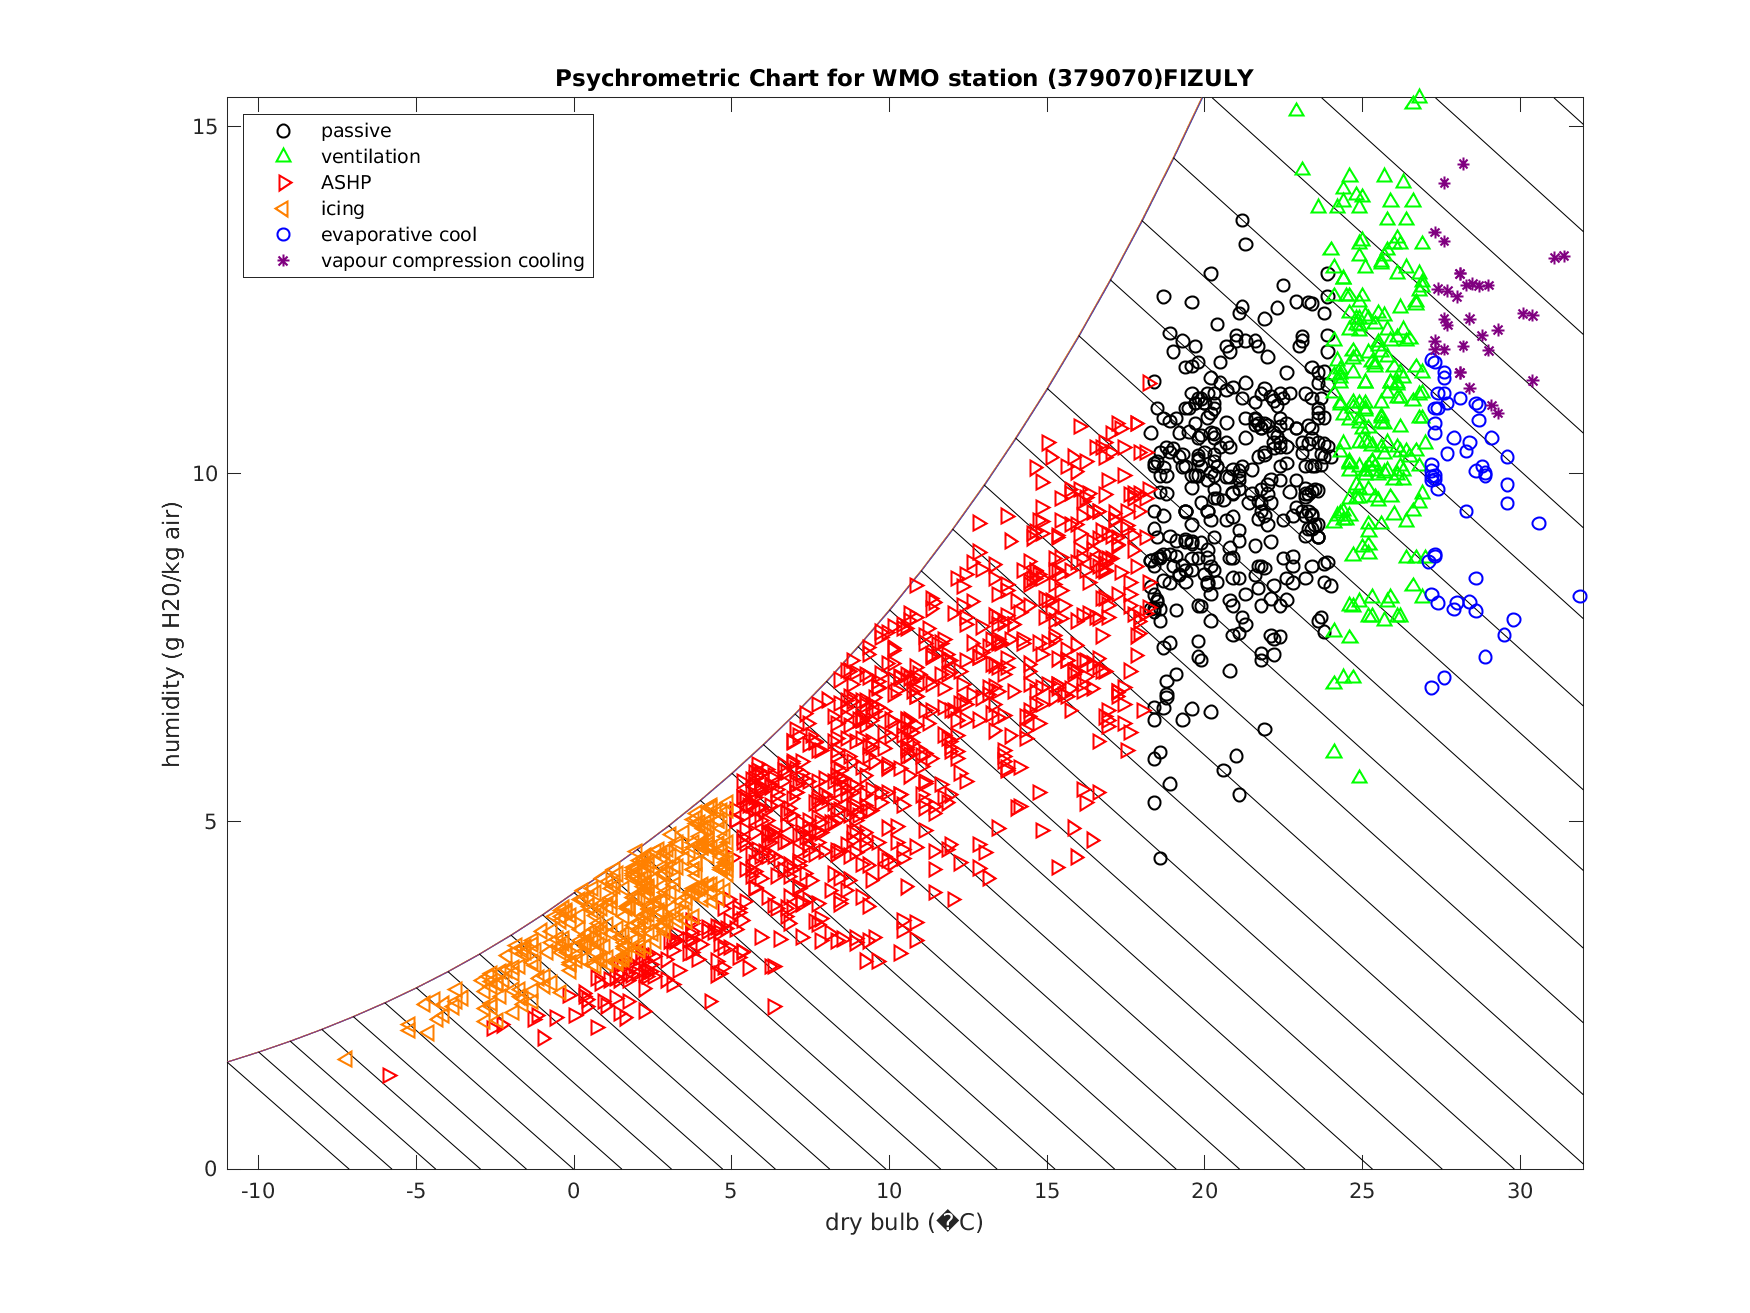 Psychrometric Chart for WMO station (379070)FIZULY
passive
ventilation
ASHP
icing
evaporative cool
vapour compression cooling
15
10
5
0
humidity (g H20/kg air)
-10 -5 0 5 10 15 20 25 30
dry bulb (�C)